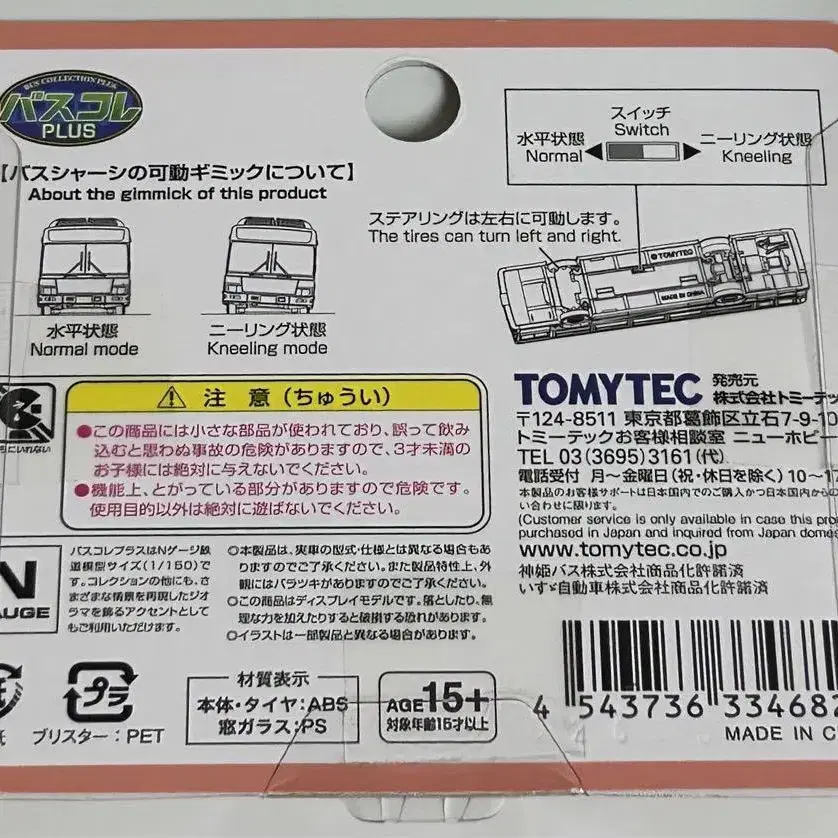 BUS COLLECTION PLUS
バスコレ
PLUS
【バスシャーシの可動ギミックについて】
About the gimmick of this product
水平状態
Normal mode
ニーリング状態
Kneeling mode
スイッチ
Switch
水平状態
Normal
ニーリング状態
Kneeling
ステアリングは左右に可動します。
The tires can turn left and right.
TOMYTEC
MADE IN CHINA
注 意（ちゅうい）
●この商品には小さな部品が使われており、誤って飲み
込むと思わぬ事故の危険がありますので、3才未満の
お子様には絶対に与えないでください。
●機能上、とがっている部分がありますので危険です。
使用目的以外は絶対に遊ばないでください。
TOMYTEC 発売元
株式会社トミーテッ
〒124-8511 東京都葛飾区立石7-9-10
トミーテックお客様相談室 ニューホビー
TEL 03(3695)3161(代)
電話受付 月〜金曜日(祝・休日を除く)10〜17
本製品のお客様サポートは日本国内でのご購入かつ日本国内から
い合わせに限ります。
(Customer service is only available in case this pro
purchased in Japan and inquired from Japan domes
www.tomytec.co.jp
神姫バス株式会社商品化許諾済
いすゞ自動車株式会社商品化許諾済
にいれない
N
AUGE
バスコレプラスはNゲージ鉄
道模型サイズ(1/150)で
す。コレクションの他にも、さ
まざまな情景を再現したジオ
ラマを飾るアクセントとして
もご利用いただけます。
○本製品は、実車の型式・仕様とは異なる場合もあ
りますのでご了承ください。また製品特性上、外
観にはバラツキがありますのでご了承ください。
○この商品はディスプレイモデルです。落としたり、無
理な力を加えたりすると破損する恐れがあります。
○イラストは一部製品と異なる場合があります。
紙
プラ
ブリスター：PET
材質表示
本体・タイヤ：ABS
窓ガラス：PS
AGE 15+
対象年齢15才以上
4 543736 334682
MADE IN C